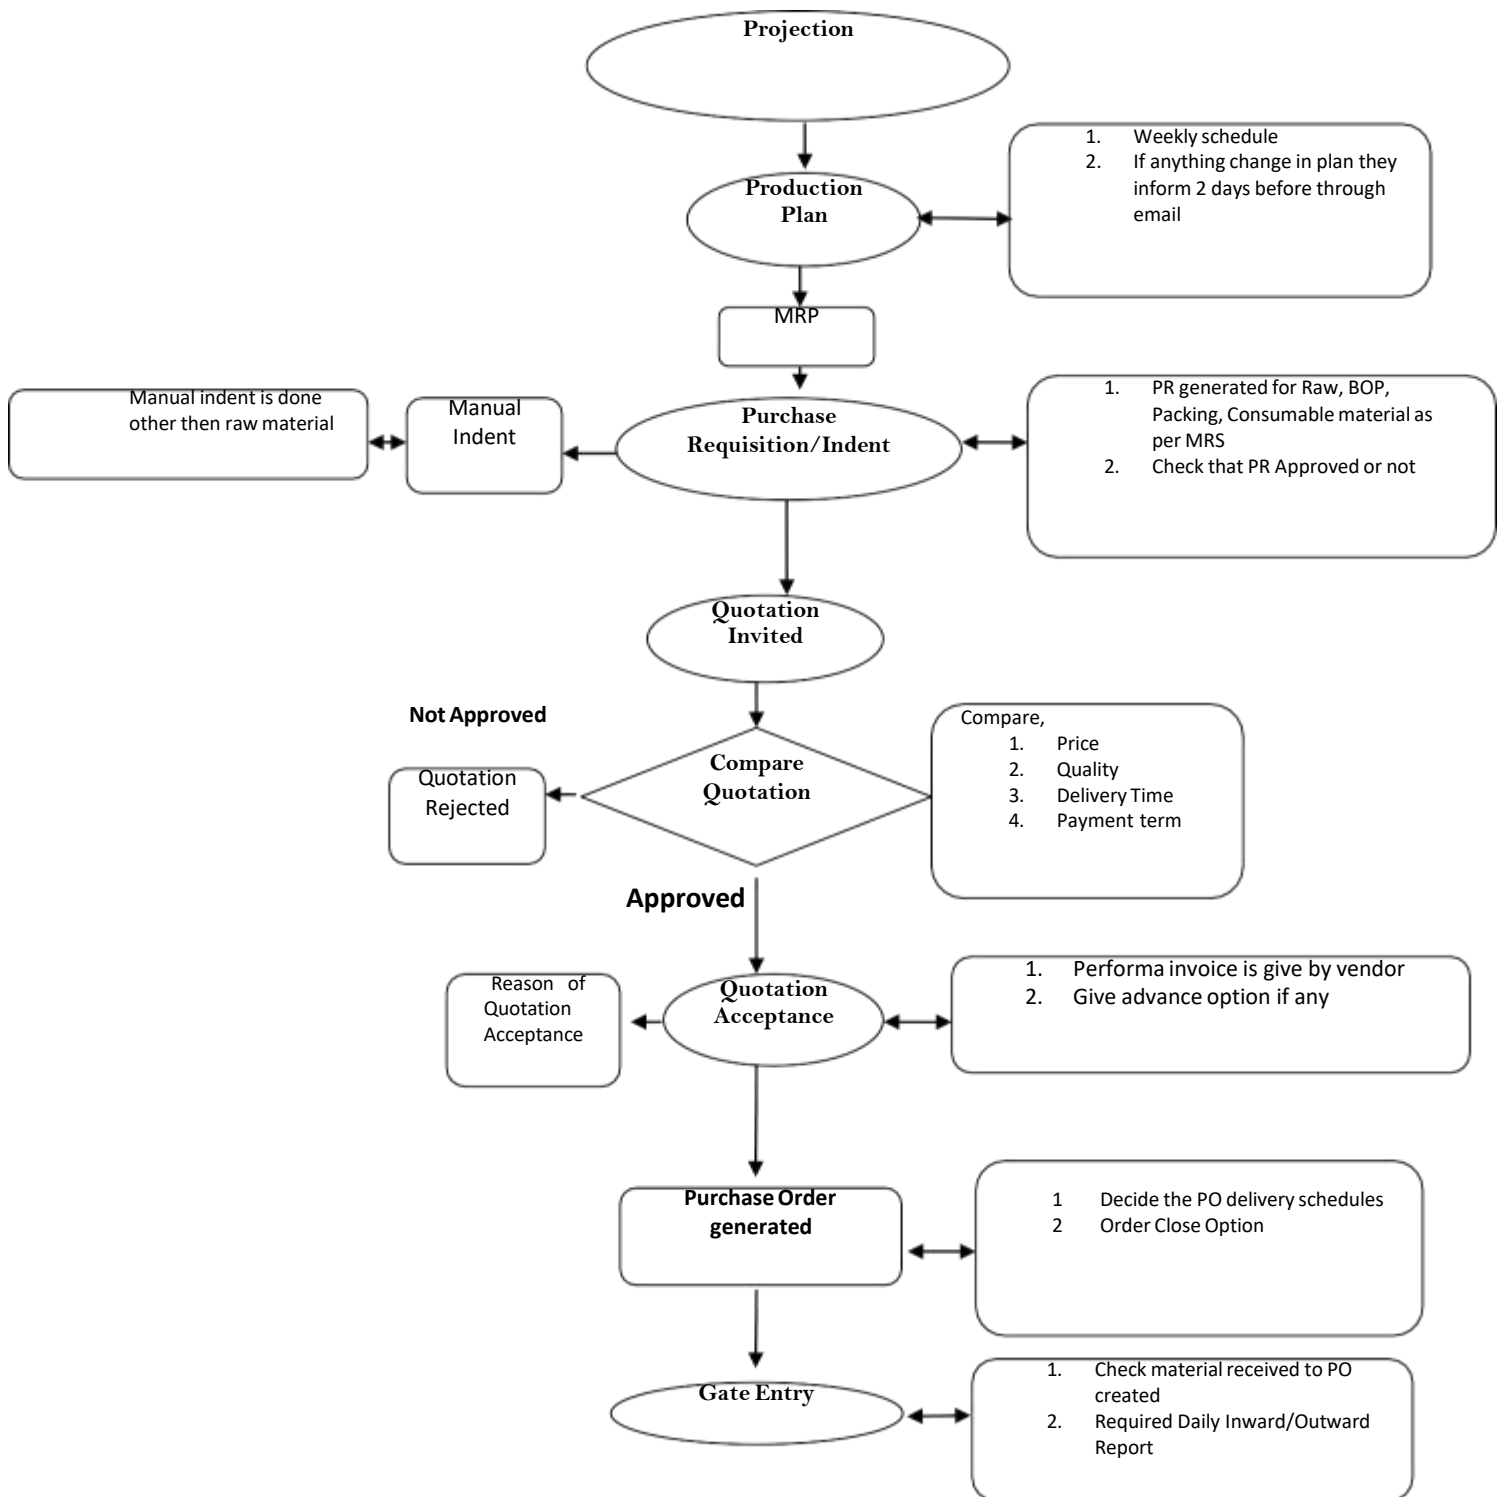 Projection
1. Weekly schedule
2. If anything change in plan they
inform 2 days before through
email
Production
Plan
MRP
Manual indent is done
other then raw material
Manual
Indent
Purchase
Requisition/Indent
1. PR generated for Raw, BOP,
Packing, Consumable material as
per MRS
2. Check that PR Approved or not
Quotation
Invited
Not Approved
Quotation
Rejected
Compare
Quotation
Compare,
1. Price
2. Quality
3. Delivery Time
4. Payment term
Approved
Reason of
Quotation
Acceptance
Quotation
Acceptance
1. Performa invoice is give by vendor
2. Give advance option if any
Purchase Order
generated
1 Decide the PO delivery schedules
2 Order Close Option
Gate Entry
1. Check material received to PO
created
2. Required Daily Inward/Outward
Report